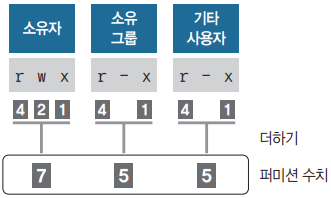 소유자 소유 그룹 기타 사용자
r w x r - x r - x
4 2 1 4 1 4 1
더하기
7 5 5 퍼미션 수치